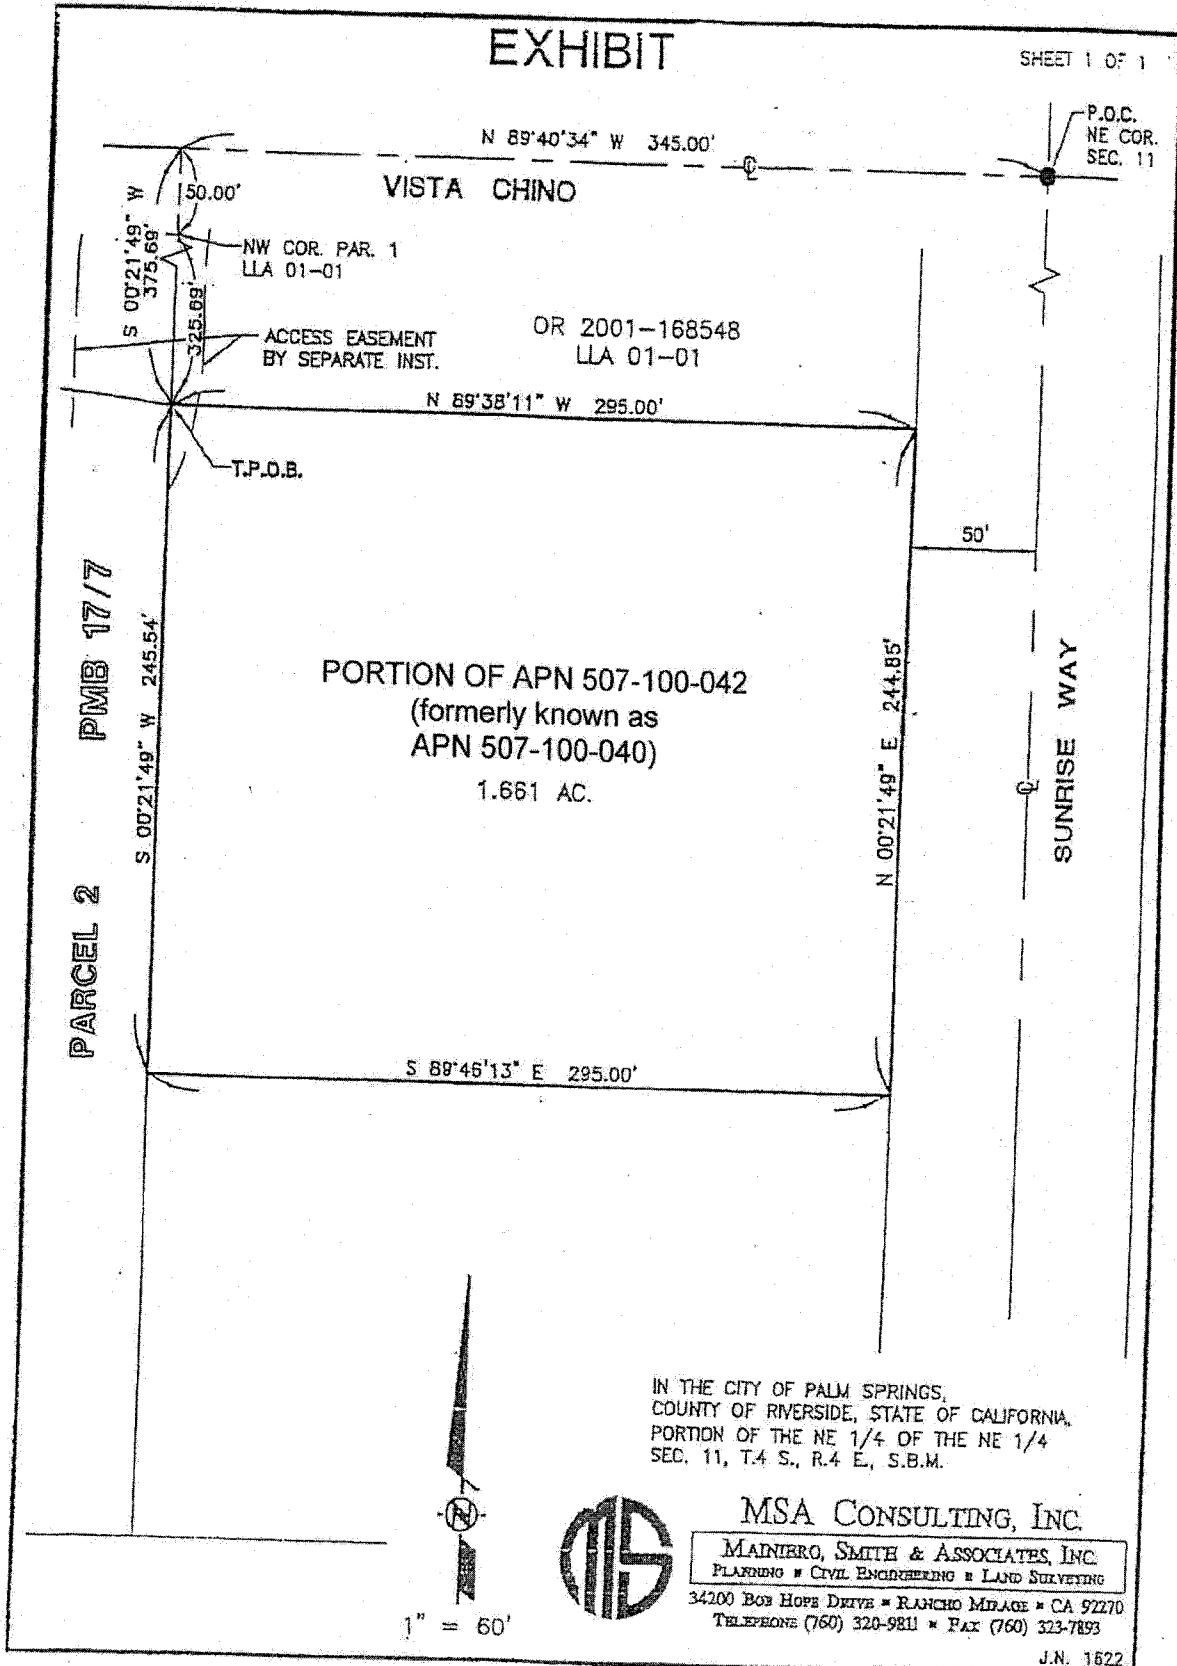 EXHIBIT
SHEET 1 OF 1
P.O.C.
NE COR.
SEC. 11
N 89°40'34" W 345.00'
VISTA CHINO
50.00'
S 00°21'49" W
375.69'
NW COR. PAR. 1
LLA 01-01
325.69'
ACCESS EASEMENT
BY SEPARATE INST.
OR 2001-168548
LLA 01-01
N 89°38'11" W 295.00'
T.P.O.B.
50'
PARCEL 2 PMB 17/7
S 00°21'49" W 245.54'
PORTION OF APN 507-100-042
(formerly known as
APN 507-100-040)
1.661 AC.
N 00°21'49" E 244.85'
SUNRISE WAY
S 89°46'13" E 295.00'
IN THE CITY OF PALM SPRINGS,
COUNTY OF RIVERSIDE, STATE OF CALIFORNIA,
PORTION OF THE NE 1/4 OF THE NE 1/4
SEC. 11, T.4 S., R.4 E., S.B.M.
N
1" = 60'
MSA CONSULTING, INC.
MAINIERO, SMITH & ASSOCIATES, INC.
PLANNING ■ CIVIL ENGINEERING ■ LAND SURVEYING
34200 BOB HOPE DRIVE ■ RANCHO MIRAGE ■ CA 92270
TELEPHONE (760) 320-9811 ■ FAX (760) 323-7893
J.N. 1622